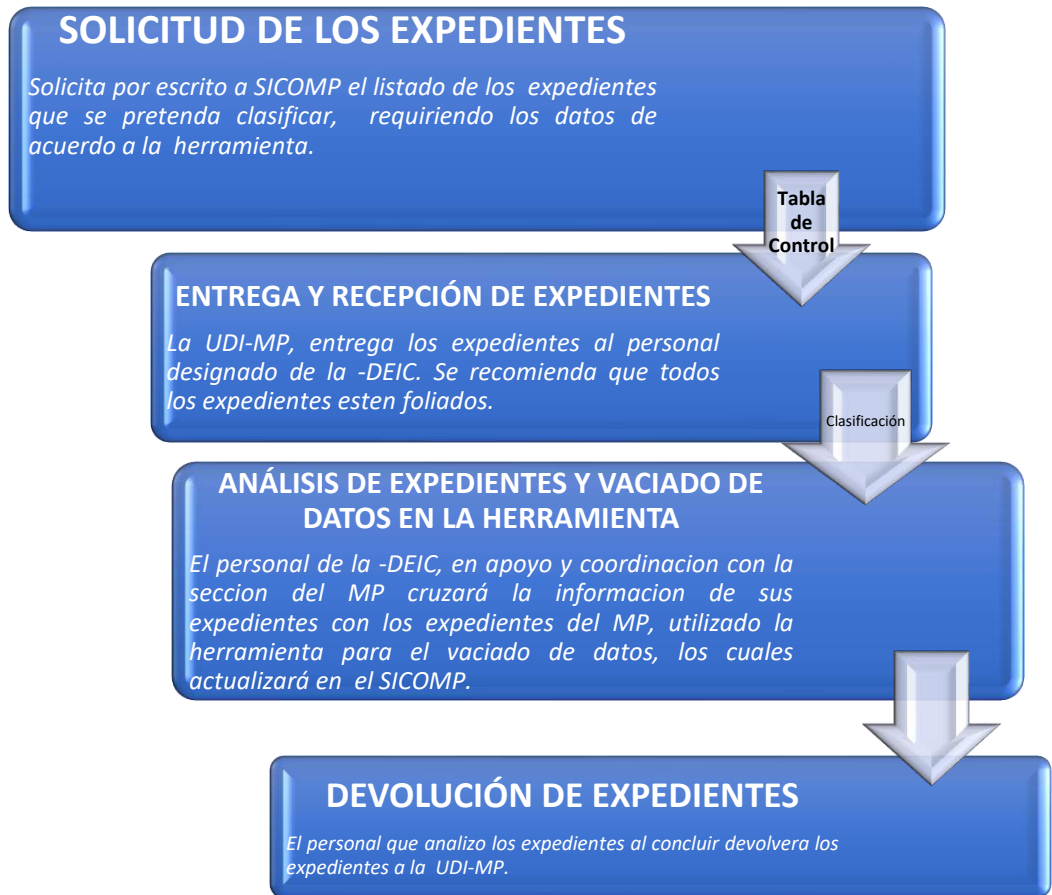 SOLICITUD DE LOS EXPEDIENTES
Solicita por escrito a SICOMP el listado de los expedientes
que se pretenda clasificar, requiriendo los datos de
acuerdo a la herramienta.
Tabla
de
Control
ENTREGA Y RECEPCIÓN DE EXPEDIENTES
La UDI-MP, entrega los expedientes al personal
designado de la -DEIC. Se recomienda que todos
los expedientes esten foliados.
Clasificación
ANÁLISIS DE EXPEDIENTES Y VACIADO DE
DATOS EN LA HERRAMIENTA
El personal de la -DEIC, en apoyo y coordinacion con la
seccion del MP cruzará la informacion de sus
expedientes con los expedientes del MP, utilizado la
herramienta para el vaciado de datos, los cuales
actualizará en el SICOMP.
DEVOLUCIÓN DE EXPEDIENTES
El personal que analizo los expedientes al concluir devolvera los
expedientes a la UDI-MP.